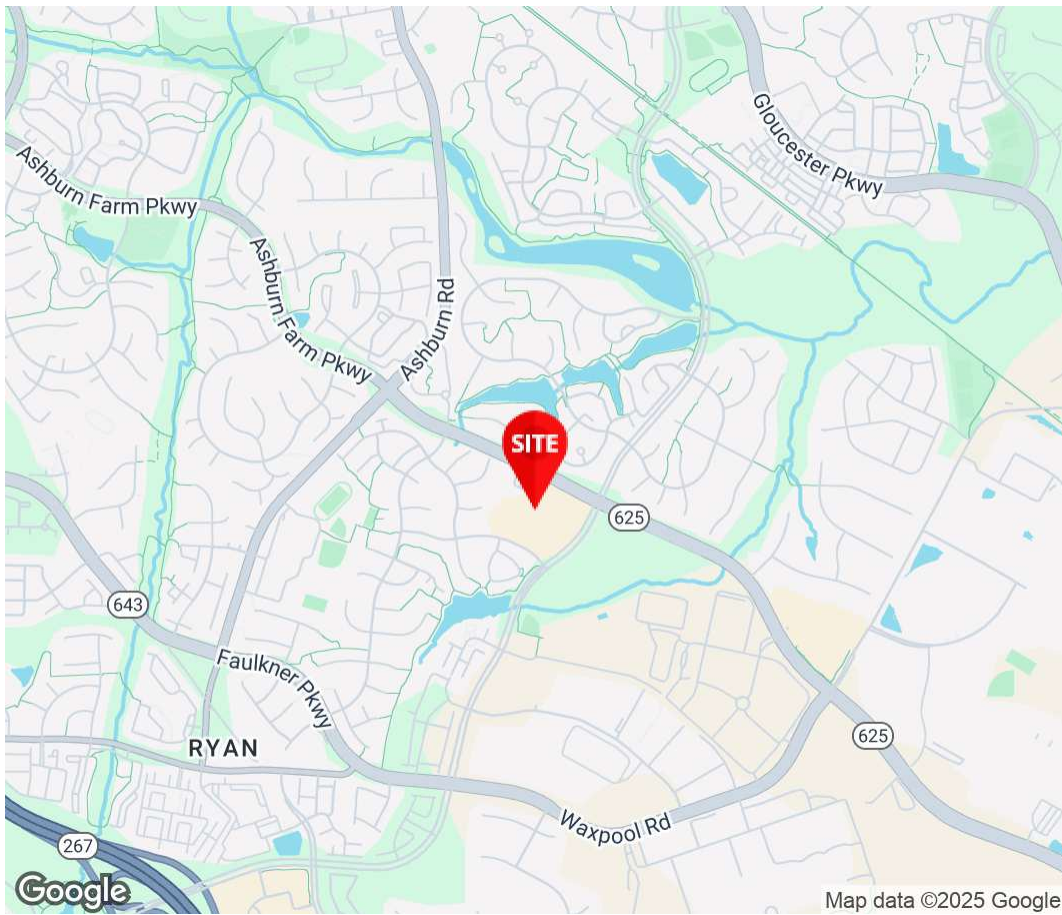 Gloucester Pkwy
Ashburn Farm Pkwy
Ashburn Farm Pkwy
Ashburn Rd
SITE
625
643
Faulkner Pkwy
RYAN
625
Waxpool Rd
267
Google
Map data ©2025 Google